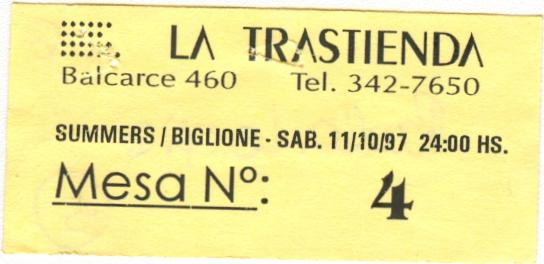 LA TRASTIENDA
Balcarce 460 Tel. 342-7650
SUMMERS / BIGLIONE - SAB. 11/10/97 24:00 HS.
Mesa Nº: 4